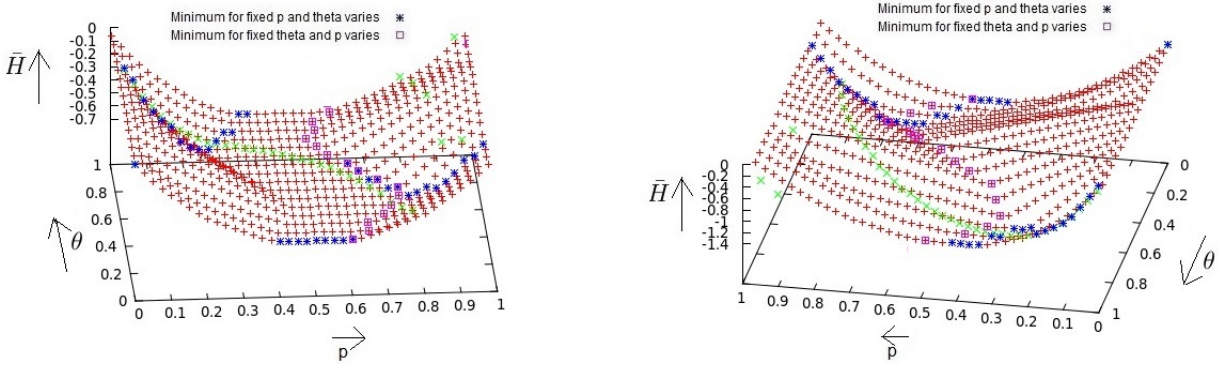 Minimum for fixed p and theta varies
Minimum for fixed theta and p varies
H̄
0
-0.1
-0.2
-0.3
-0.4
-0.5
-0.6
-0.7
1
0.8
0.6
0.4
0.2
0
θ
0 0.1 0.2 0.3 0.4 0.5 0.6 0.7 0.8 0.9 1
p
Minimum for fixed p and theta varies
Minimum for fixed theta and p varies
H̄
0
-0.2
-0.4
-0.6
-0.8
-1
-1.2
-1.4
0
0.2
0.4
0.6
0.8
1
θ
1 0.9 0.8 0.7 0.6 0.5 0.4 0.3 0.2 0.1 0
p